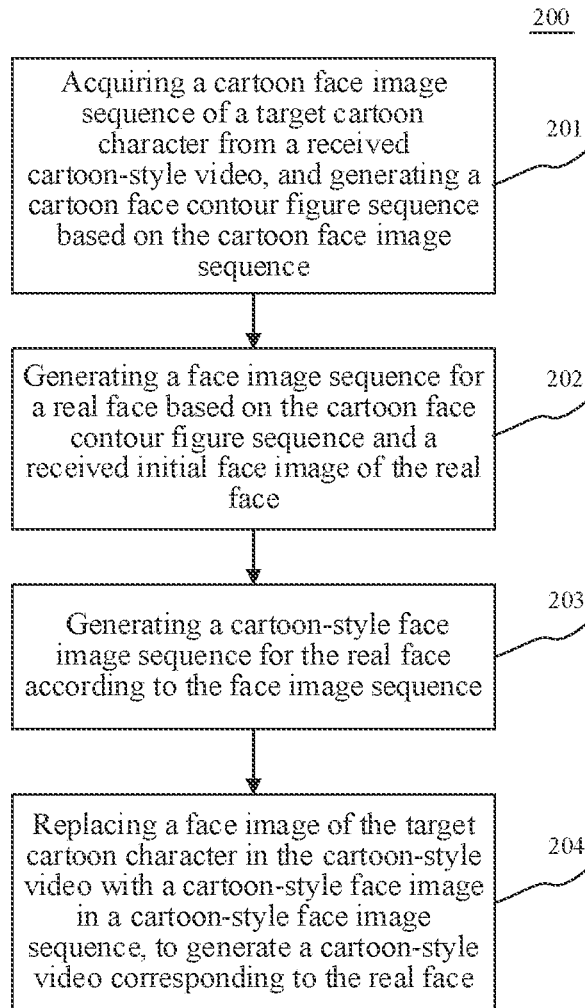 200
Acquiring a cartoon face image
sequence of a target cartoon
character from a received
cartoon-style video, and generating a
cartoon face contour figure sequence
based on the cartoon face image
sequence
201
Generating a face image sequence for
a real face based on the cartoon face
contour figure sequence and a
received initial face image of the real
face
202
Generating a cartoon-style face
image sequence for the real face
according to the face image sequence
203
Replacing a face image of the target
cartoon character in the cartoon-style
video with a cartoon-style face image
in a cartoon-style face image
sequence, to generate a cartoon-style
video corresponding to the real face
204